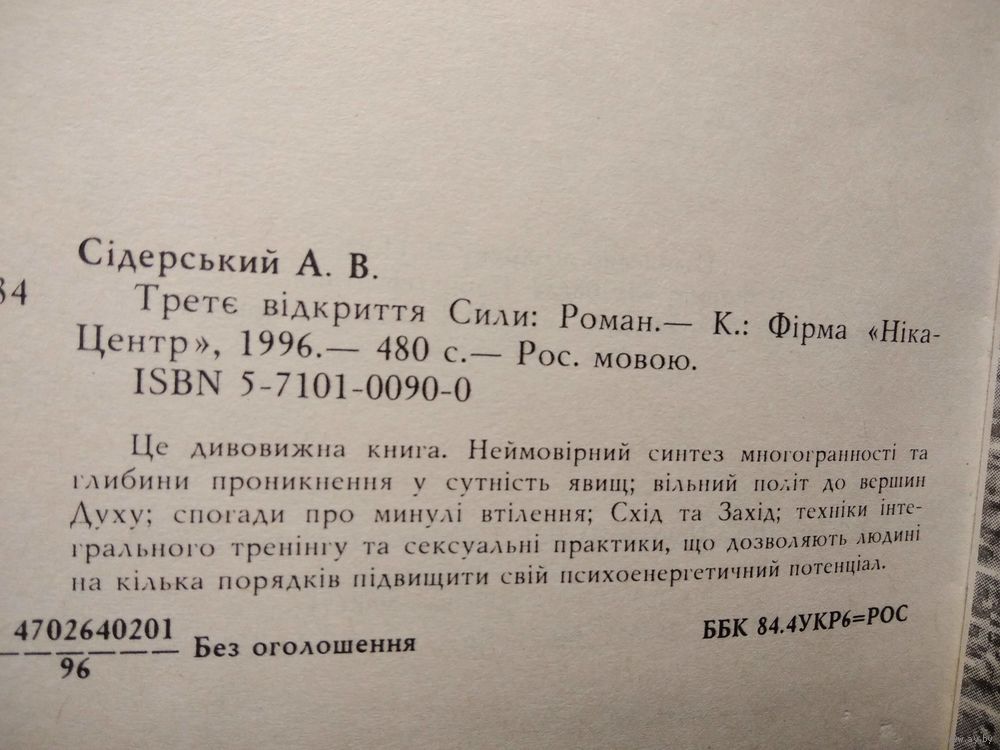 Сідерський А. В.
84
Третє відкриття Сили: Роман.— К.: Фірма «Ніка-
Центр», 1996.— 480 с.— Рос. мовою.
ISBN 5-7101-0090-0
Це дивовижна книга. Неймовірний синтез многогранності та
глибини проникнення у сутність явищ; вільний політ до вершин
Духу; спогади про минулі втілення; Схід та Захід; техніки інте-
грального тренінгу та сексуальні практики, що дозволяють людині
на кілька порядків підвищити свій психоенергетичний потенціал.
4702640201
96
Без оголошення
ББК 84.4УКР6=РОС
www.ay.by